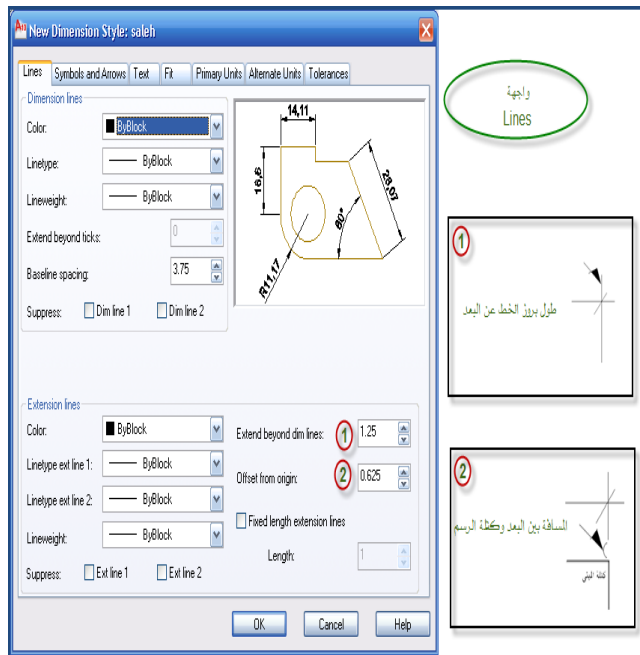 New Dimension Style: saleh
Lines Symbols and Arrows Text Fit Primary Units Alternate Units Tolerances
Dimension lines
Color: ByBlock
Linetype: ByBlock
Lineweight: ByBlock
Extend beyond ticks: 0
Baseline spacing: 3.75
Suppress: Dim line 1 Dim line 2
14,11
16,6
28,07
80°
R11,17
Extension lines
Color: ByBlock
Linetype ext line 1: ByBlock
Linetype ext line 2: ByBlock
Lineweight: ByBlock
Suppress: Ext line 1 Ext line 2
Extend beyond dim lines: 1 1.25
Offset from origin: 2 0.625
Fixed length extension lines
Length: 1
OK Cancel Help
واجهة
Lines
1
طول بروز الخط عن البعد
2
المسافة بين البعد وكتلة الرسم
كتلة